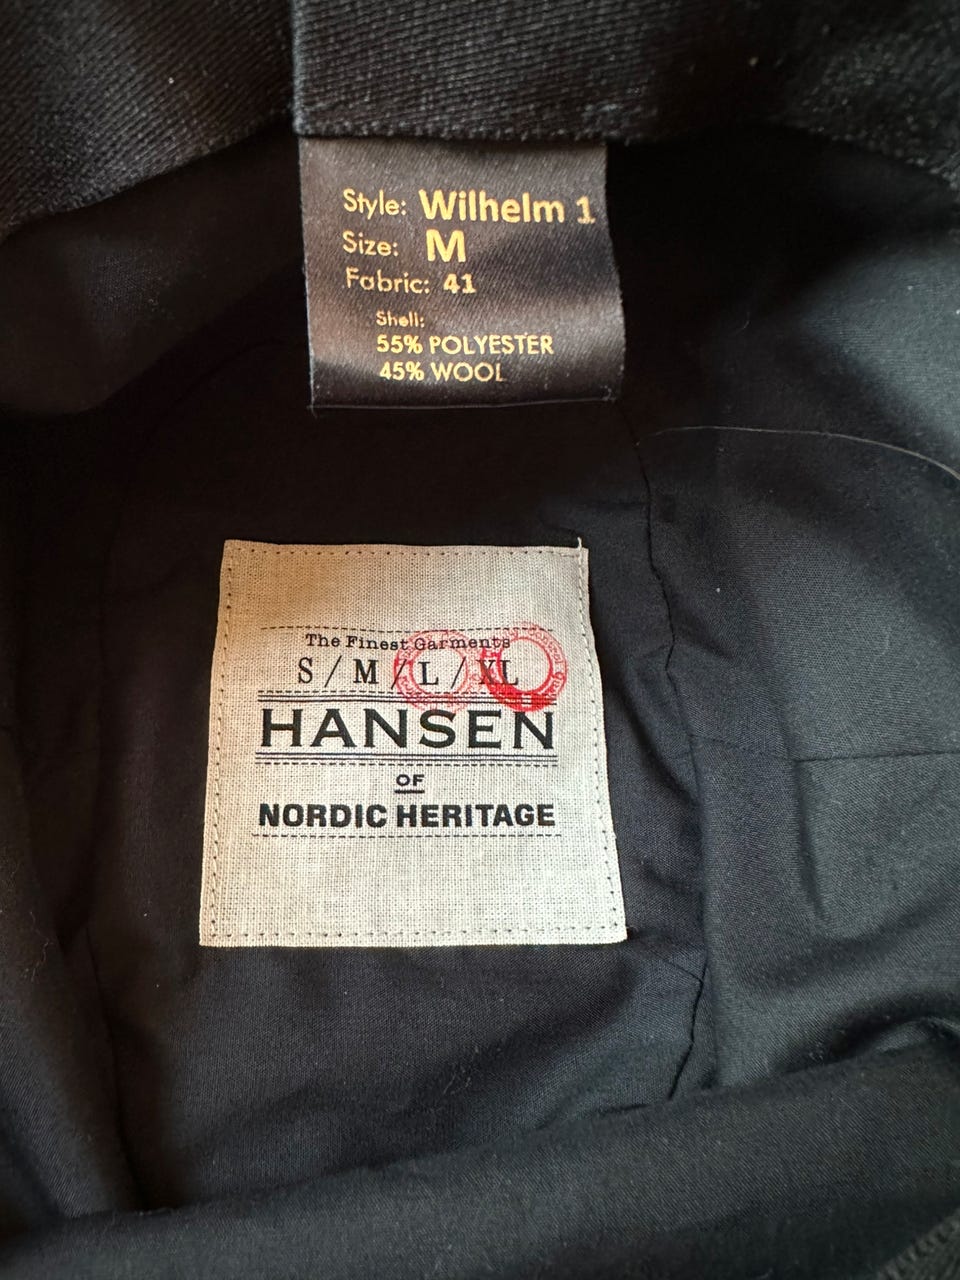 Style: Wilhelm 1
Size: M
Fabric: 41
Shell:
55% POLYESTER
45% WOOL
The Finest Garments
S / M / L / XL
HANSEN
OF
NORDIC HERITAGE